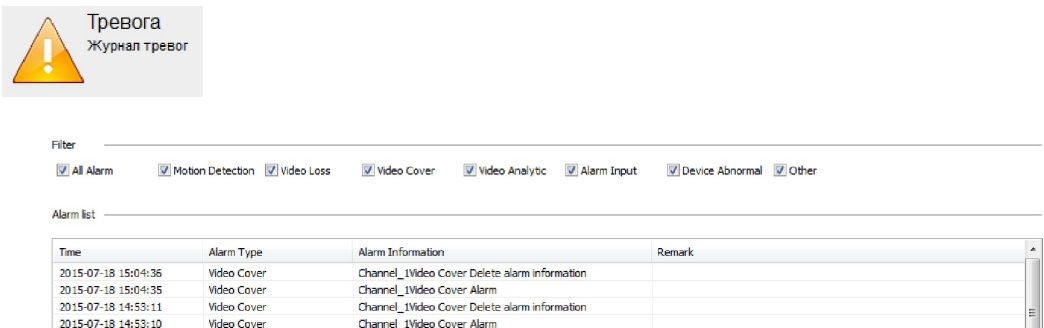 Тревога
Журнал тревог
Filter
All Alarm Motion Detection Video Loss Video Cover Video Analytic Alarm Input Device Abnormal Other
Alarm list
Time Alarm Type Alarm Information Remark
2015-07-18 15:04:36 Video Cover Channel_1Video Cover Delete alarm information
2015-07-18 15:04:35 Video Cover Channel_1Video Cover Alarm
2015-07-18 14:53:11 Video Cover Channel_1Video Cover Delete alarm information
2015-07-18 14:53:10 Video Cover Channel_1Video Cover Alarm